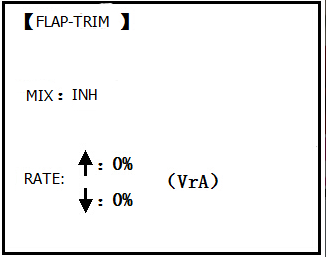 【FLAP-TRIM 】
MIX：INH
RATE: ↑：0%
↓：0%
(VrA)